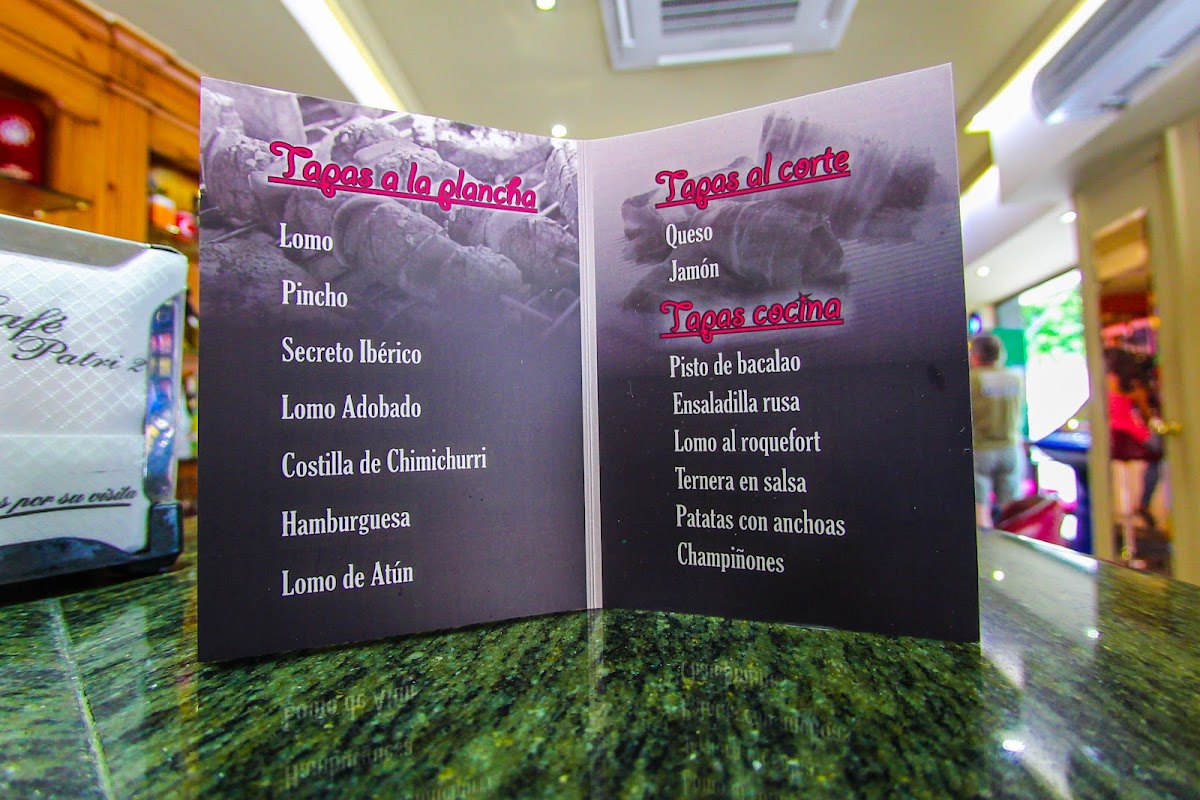 Tapas a la plancha
Lomo
Pincho
Secreto Ibérico
Lomo Adobado
Costilla de Chimichurri
Hamburguesa
Lomo de Atún
Tapas al corte
Queso
Jamón
Tapas cocina
Pisto de bacalao
Ensaladilla rusa
Lomo al roquefort
Ternera en salsa
Patatas con anchoas
Champiñones
Café
Patri 2
por su visita